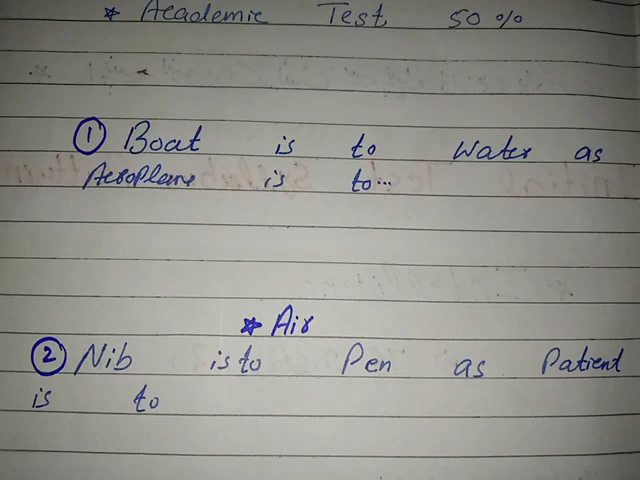 * Academic Test 50 %
① Boat is to Water as
Aeroplane is to...
* Air
② Nib is to Pen as Patient
is to